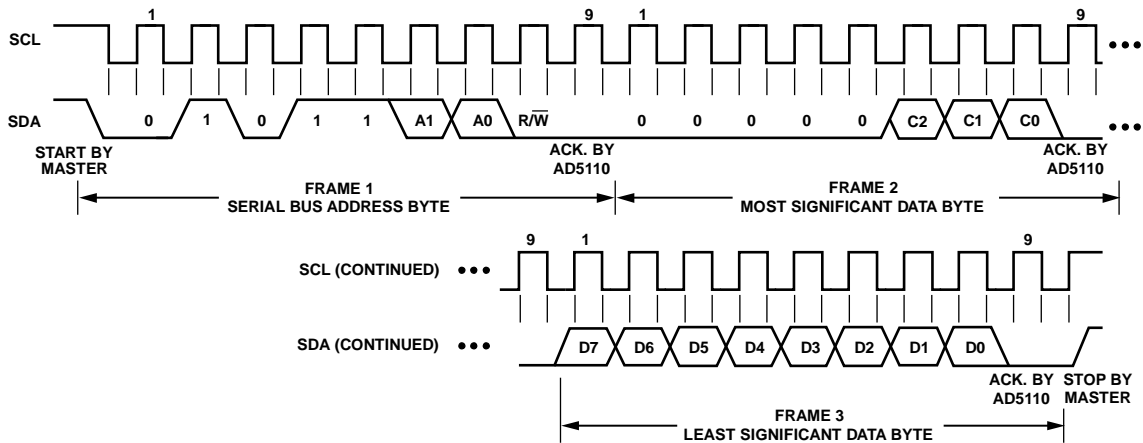 1 9 1 9
SCL
SDA 0 1 0 1 1 A1 A0 R/W̅ 0 0 0 0 0 C2 C1 C0
START BY MASTER
ACK. BY AD5110
ACK. BY AD5110
FRAME 1
SERIAL BUS ADDRESS BYTE
FRAME 2
MOST SIGNIFICANT DATA BYTE
9 1 9
SCL (CONTINUED)
SDA (CONTINUED) D7 D6 D5 D4 D3 D2 D1 D0
ACK. BY AD5110
STOP BY MASTER
FRAME 3
LEAST SIGNIFICANT DATA BYTE